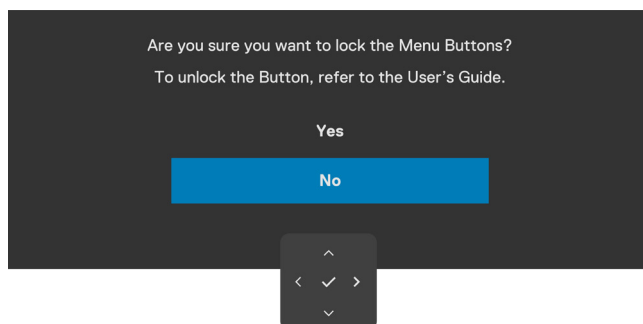 Are you sure you want to lock the Menu Buttons?
To unlock the Button, refer to the User's Guide.
Yes
No